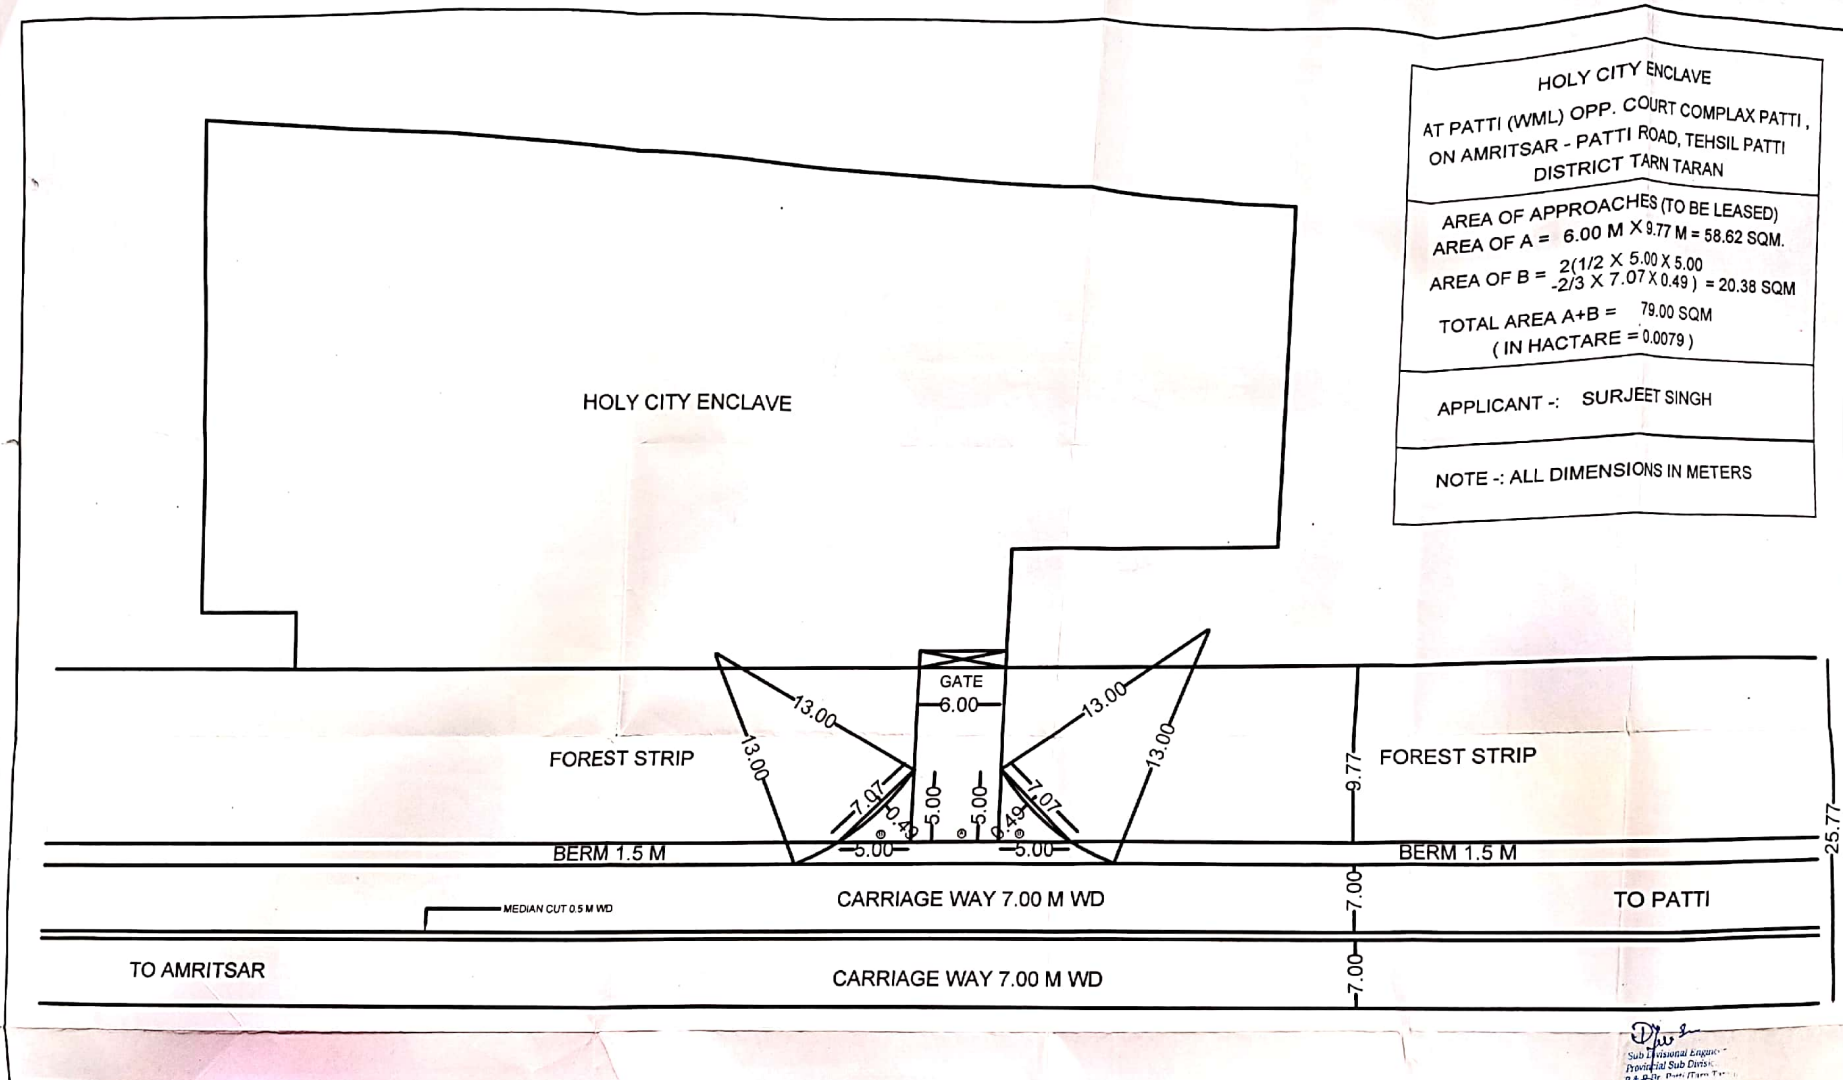 HOLY CITY ENCLAVE
AT PATTI (WML) OPP. COURT COMPLAX PATTI ,
ON AMRITSAR - PATTI ROAD, TEHSIL PATTI
DISTRICT TARN TARAN
AREA OF APPROACHES (TO BE LEASED)
AREA OF A = 6.00 M X 9.77 M = 58.62 SQM.
AREA OF B = 2(1/2 X 5.00 X 5.00
-2/3 X 7.07 X 0.49 ) = 20.38 SQM
TOTAL AREA A+B = 79.00 SQM
( IN HACTARE = 0.0079 )
APPLICANT -: SURJEET SINGH
NOTE -: ALL DIMENSIONS IN METERS
HOLY CITY ENCLAVE
GATE
6.00
13.00
13.00
13.00
13.00
FOREST STRIP
FOREST STRIP
9.77
7.07
0.49
5.00
5.00
0.49
7.07
25.77
BERM 1.5 M
5.00
5.00
BERM 1.5 M
CARRIAGE WAY 7.00 M WD
7.00
TO PATTI
MEDIAN CUT 0.5 M WD
TO AMRITSAR
CARRIAGE WAY 7.00 M WD
7.00
Sub Divisional
Provincial Sub